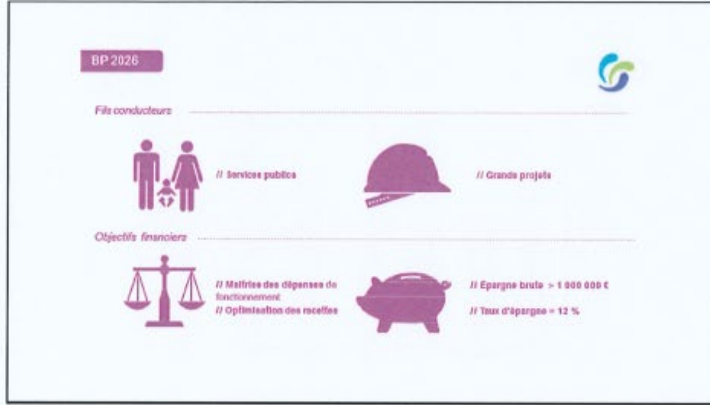 BP 2026
Fils conducteurs
// Services publics
// Grands projets
Objectifs financiers
// Maîtrise des dépenses de
fonctionnement
// Optimisation des recettes
// Epargne brute > 1 000 000 €
// Taux d'épargne = 12 %